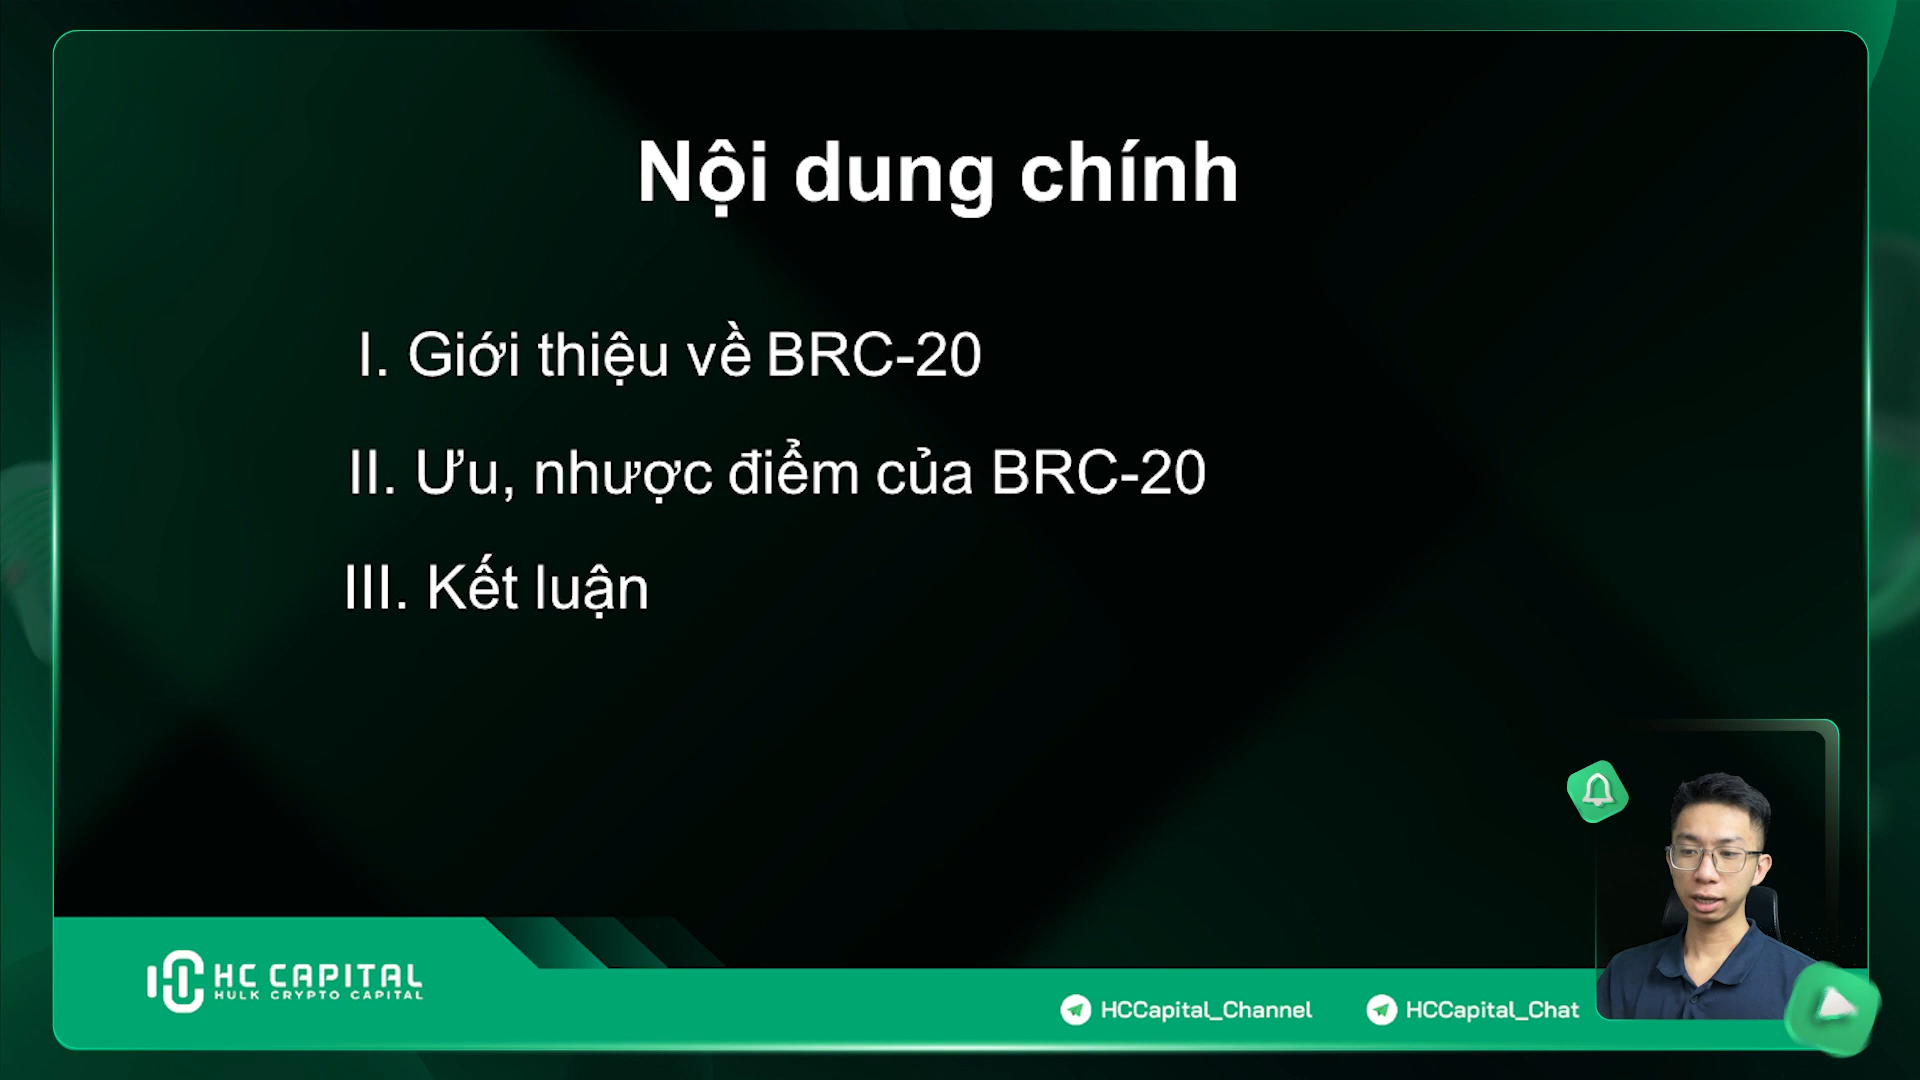 Nội dung chính
I. Giới thiệu về BRC-20
II. Ưu, nhược điểm của BRC-20
III. Kết luận
HC CAPITAL
HULK CRYPTO CAPITAL
HCCapital_Channel
HCCapital_Chat